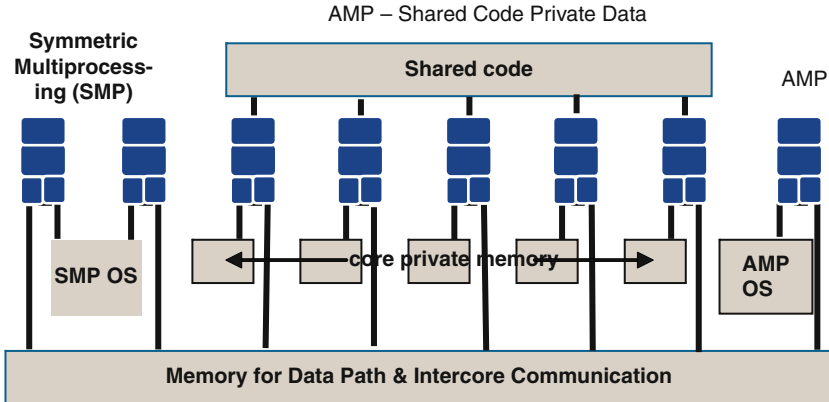 AMP – Shared Code Private Data
Symmetric
Multiprocess-
ing (SMP)
Shared code
AMP
SMP OS
core private memory
AMP
OS
Memory for Data Path & Intercore Communication